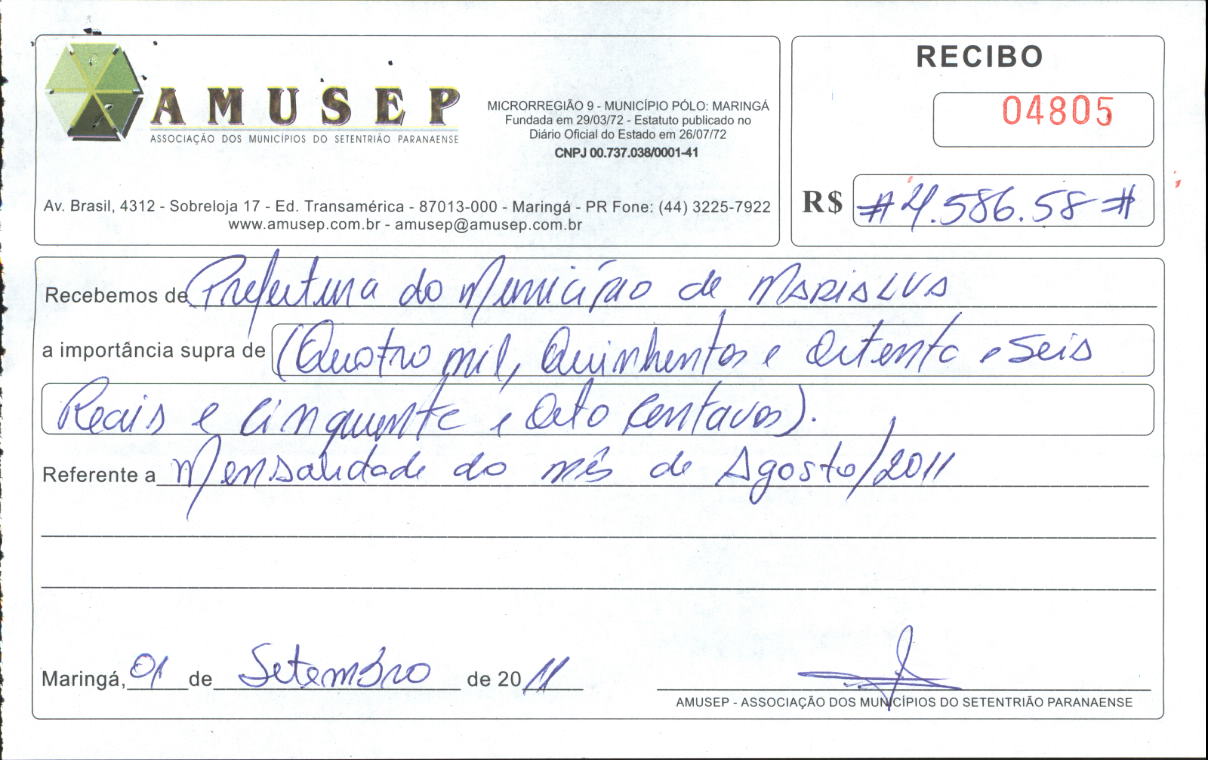 AMUSEP
ASSOCIAÇÃO DOS MUNICÍPIOS DO SETENTRIÃO PARANAENSE
MICRORREGIÃO 9 - MUNICÍPIO PÓLO: MARINGÁ
Fundada em 29/03/72 - Estatuto publicado no
Diário Oficial do Estado em 26/07/72
CNPJ 00.737.038/0001-41
Av. Brasil, 4312 - Sobreloja 17 - Ed. Transamérica - 87013-000 - Maringá - PR Fone: (44) 3225-7922
www.amusep.com.br - amusep@amusep.com.br
RECIBO
04805
R$ #4.586.58#
Recebemos de Prefeitura do Município de MARIALVA
a importância supra de (Quatro mil, Quinhentos e Oitenta e Seis
Reais e Cinquenta e Oito Centavos).
Referente a Mensalidade do mês de Agosto/2011
Maringá, 01 de Setembro de 2011
AMUSEP - ASSOCIAÇÃO DOS MUNICÍPIOS DO SETENTRIÃO PARANAENSE